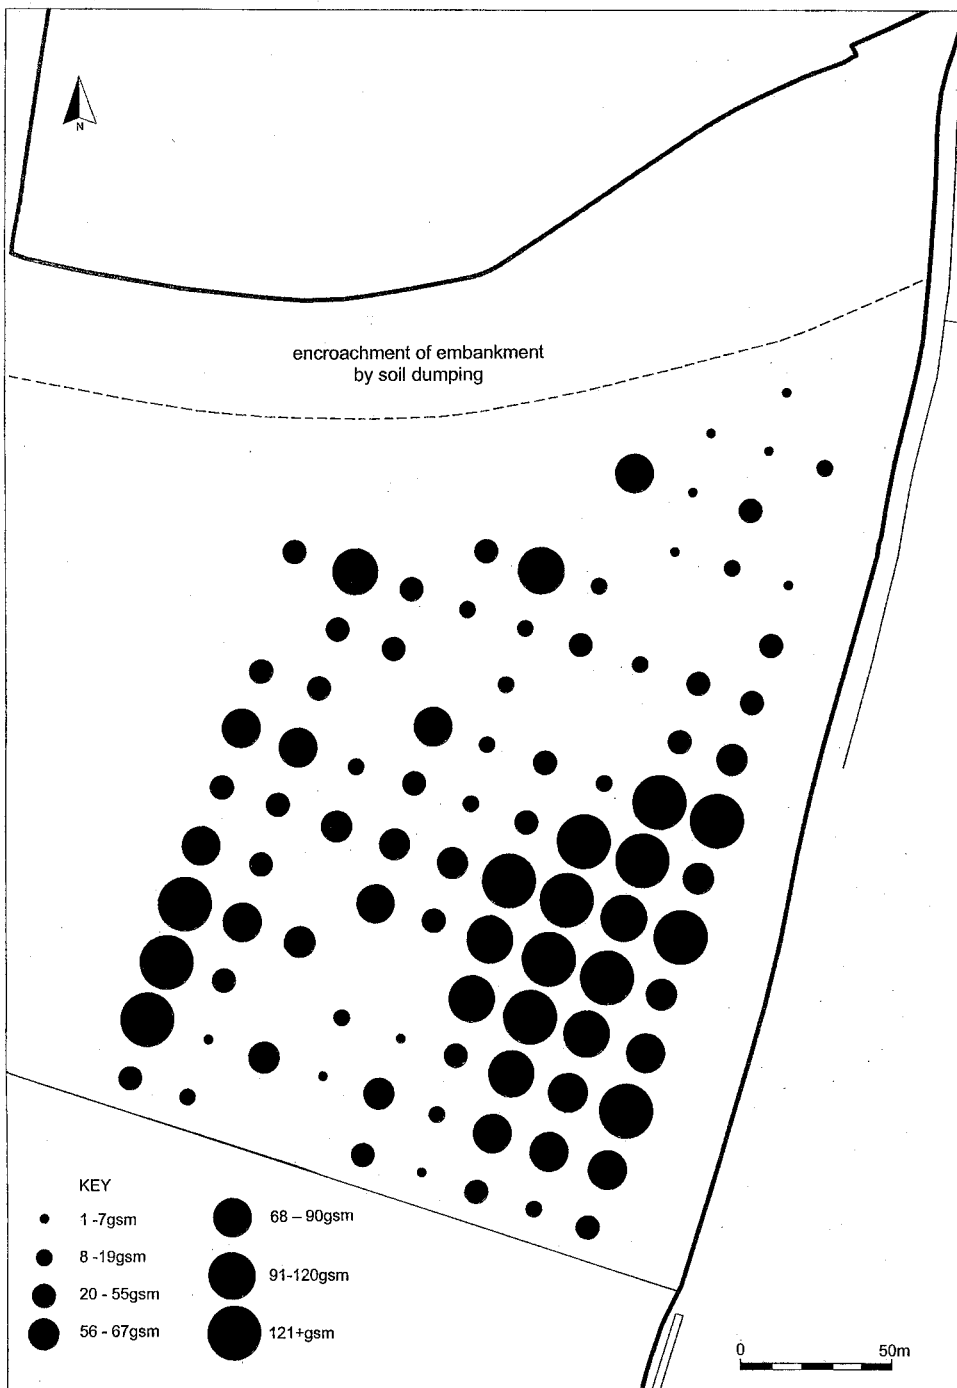 N
encroachment of embankment
by soil dumping
KEY
1 -7gsm
8 -19gsm
20 - 55gsm
56 - 67gsm
68 – 90gsm
91-120gsm
121+gsm
0 50m